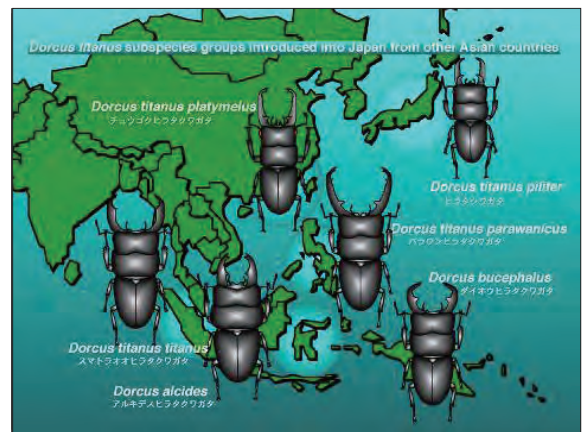 Dorcus titanus subspecies groups introduced into Japan from other Asian countries
Dorcus titanus platymelus
チュウゴクヒラタクワガタ
Dorcus titanus pilifer
ヒラタクワガタ
Dorcus titanus parawanicus
パラワンヒラタクワガタ
Dorcus bucephalus
ダイオウヒラタクワガタ
Dorcus titanus titanus
スマトラオオヒラタクワガタ
Dorcus alcides
アルキデスヒラタクワガタ